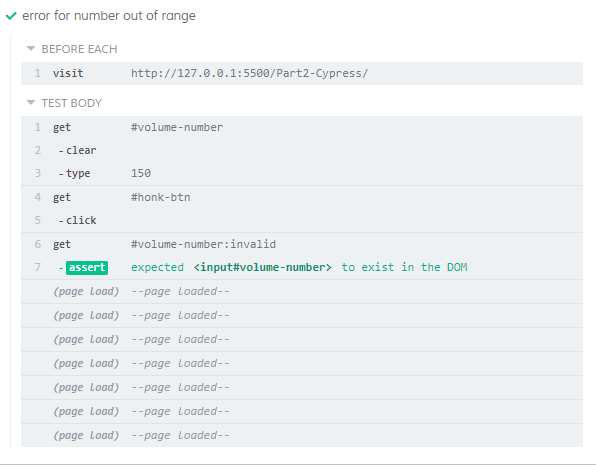 error for number out of range
BEFORE EACH
1 visit http://127.0.0.1:5500/Part2-Cypress/
TEST BODY
1 get #volume-number
2 -clear
3 -type 150
4 get #honk-btn
5 -click
6 get #volume-number:invalid
7 -assert expected <input#volume-number> to exist in the DOM
(page load) --page loaded--
(page load) --page loaded--
(page load) --page loaded--
(page load) --page loaded--
(page load) --page loaded--
(page load) --page loaded--
(page load) --page loaded--